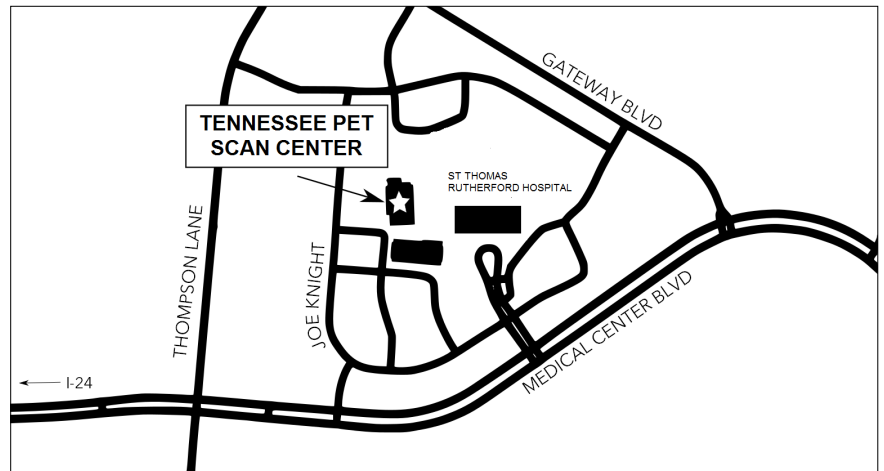 GATEWAY BLVD
TENNESSEE PET
SCAN CENTER
ST THOMAS
RUTHERFORD HOSPITAL
THOMPSON LANE
JOE KNIGHT
MEDICAL CENTER BLVD
I-24